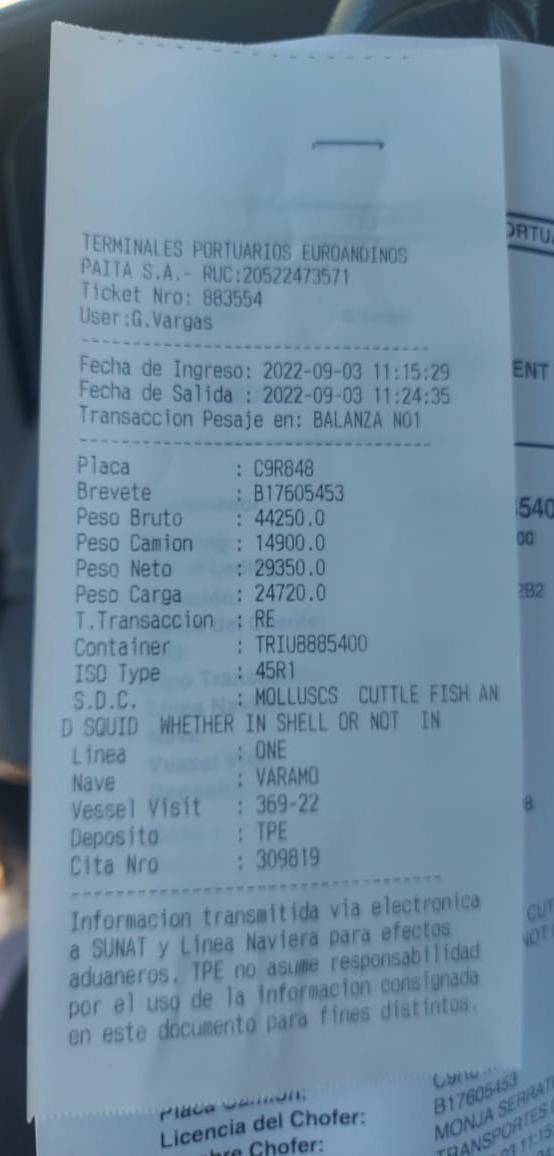 TERMINALES PORTUARIOS EUROANDINOS
PAITA S.A.- RUC:20522473571
Ticket Nro: 883554
User:G.Vargas
Fecha de Ingreso: 2022-09-03 11:15:29
Fecha de Salida : 2022-09-03 11:24:35
Transaccion Pesaje en: BALANZA NO1
Placa : C9R848
Brevete : B17605453
Peso Bruto : 44250.0
Peso Camion : 14900.0
Peso Neto : 29350.0
Peso Carga : 24720.0
T.Transaccion : RE
Container : TRIU8885400
ISO Type : 45R1
S.D.C. : MOLLUSCS CUTTLE FISH AN
D SQUID WHETHER IN SHELL OR NOT IN
Linea : ONE
Nave : VARAMO
Vessel Visit : 369-22
Deposito : TPE
Cita Nro : 309819
Informacion transmitida via electronica
a SUNAT y Linea Naviera para efectos
aduaneros. TPE no asume responsabilidad
por el uso de la informacion consignada
en este documento para fines distintos.
Licencia del Chofer: B17605453
Chofer: MONJA
TRANSPORTES